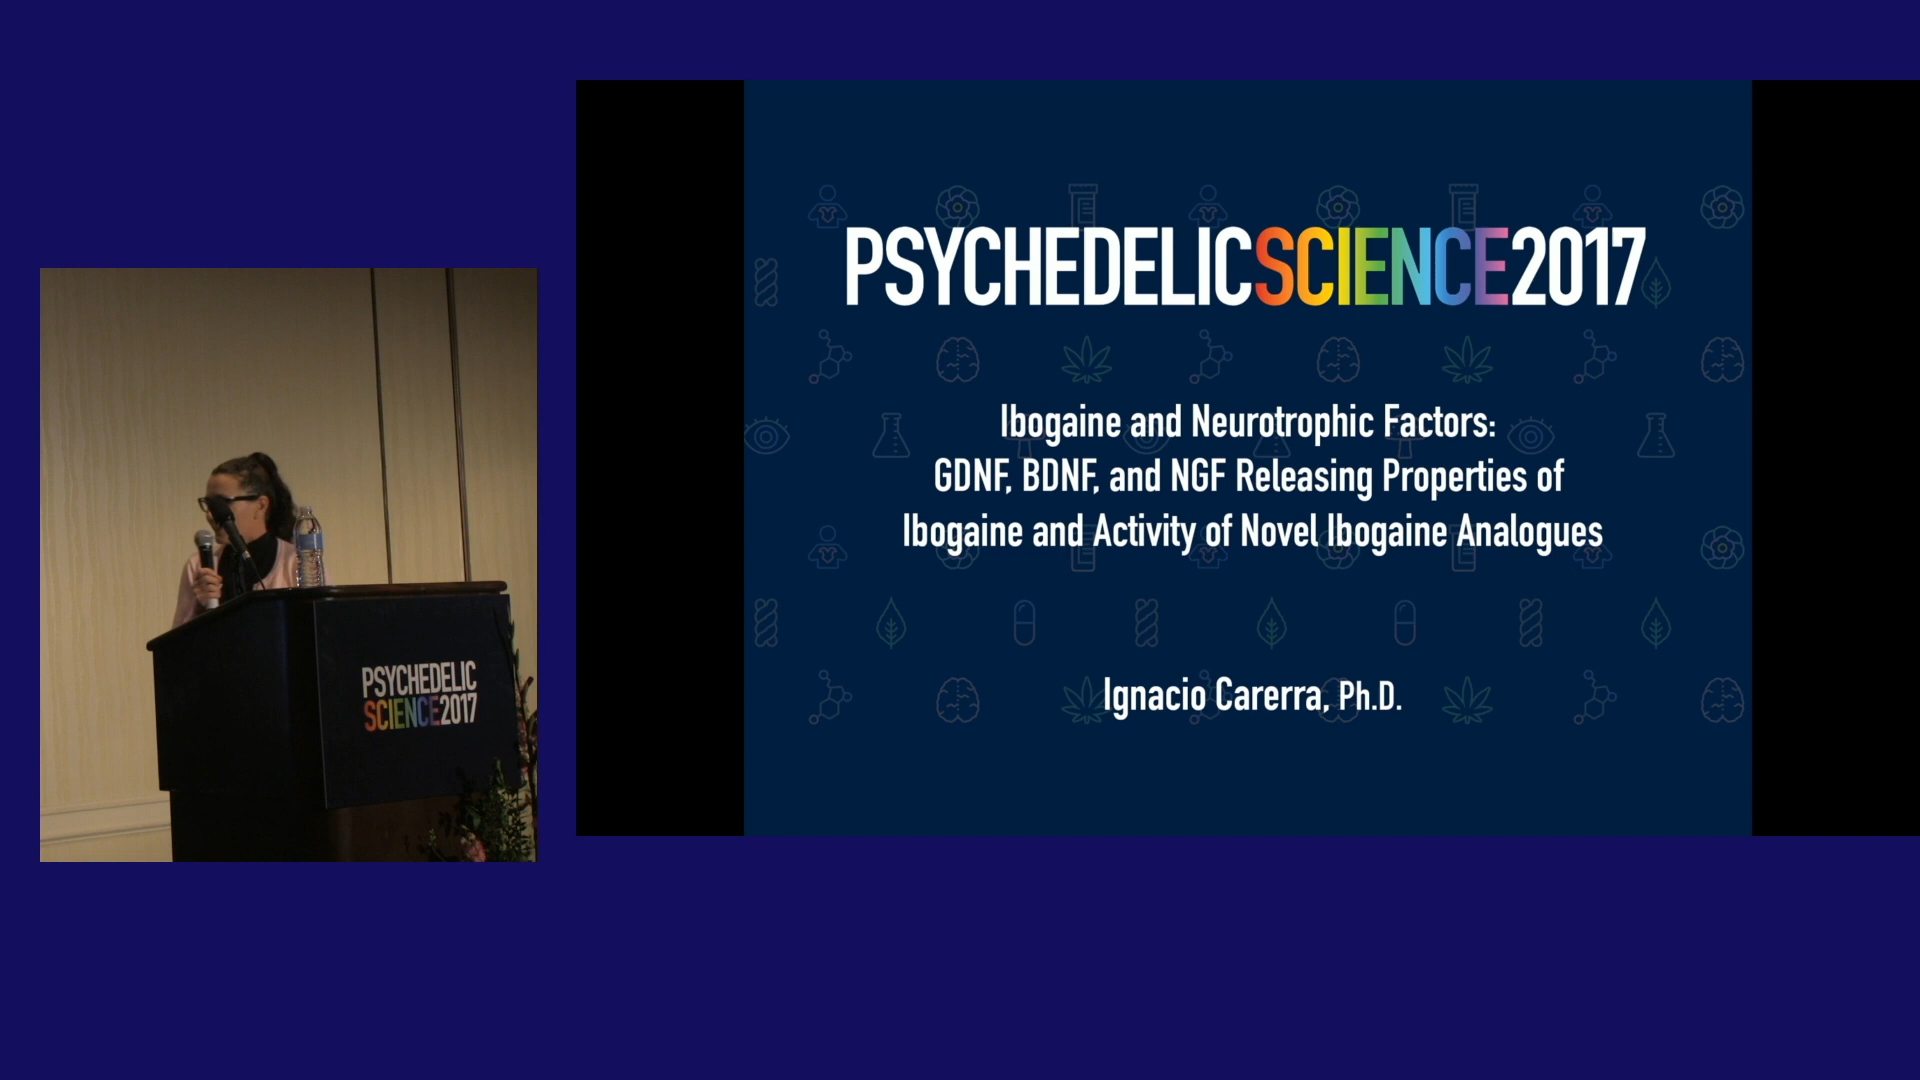 PSYCHEDELICSCIENCE2017
Ibogaine and Neurotrophic Factors:
GDNF, BDNF, and NGF Releasing Properties of
Ibogaine and Activity of Novel Ibogaine Analogues
Ignacio Carerra, Ph.D.
PSYCHEDELIC
SCIENCE2017